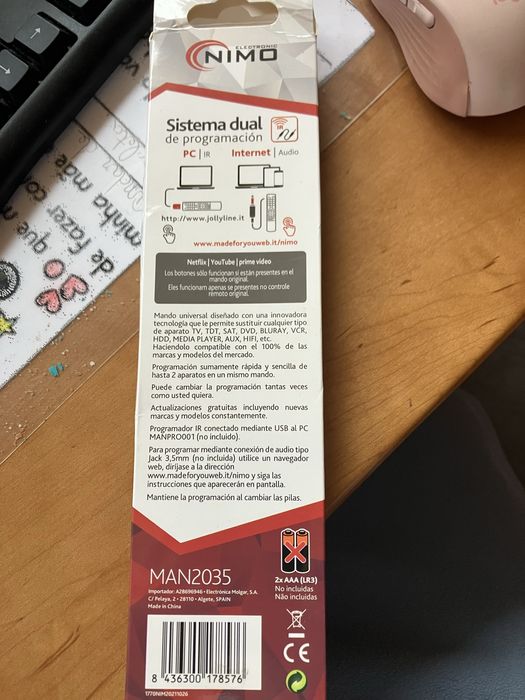 ELECTRONIC
NIMO
Sistema dual
de programación
IR
PC | IR
Internet | Audio
http://www.jollyline.it
www.madeforyouweb.it/nimo
Netflix | YouTube | prime video
Los botones sólo funcionan si están presentes en el
mando original.
Eles funcionam apenas se presentes no controle
remoto original.
Mando universal diseñado con una innovadora
tecnología que le permite sustituir cualquier tipo
de aparato TV, TDT, SAT, DVD, BLURAY, VCR,
HDD, MEDIA PLAYER, AUX, HIFI, etc.
Haciendolo compatible con el 100% de las
marcas y modelos del mercado.
Programación sumamente rápida y sencilla de
hasta 2 aparatos en un mismo mando.
Puede cambiar la programación tantas veces
como usted quiera.
Actualizaciones gratuitas incluyendo nuevas
marcas y modelos constantemente.
Programador IR conectado mediante USB al PC
MANPRO001 (no incluido).
Para programar mediante conexión de audio tipo
Jack 3,5mm (no incluida) utilice un navegador
web, diríjase a la dirección
www.madeforyouweb.it/nimo y siga las
instrucciones que aparecerán en pantalla.
Mantiene la programación al cambiar las pilas.
MAN2035
Importador: A28696946 • Electrónica Molgar, S.A.
C/ Pelaya, 2 • 28110 • Algete, SPAIN
Made in China
2x AAA (LR3)
No incluidas
Não incluídas
CE
8 436300 178576
1778NIM20211026
que
de fazer
minha mãe